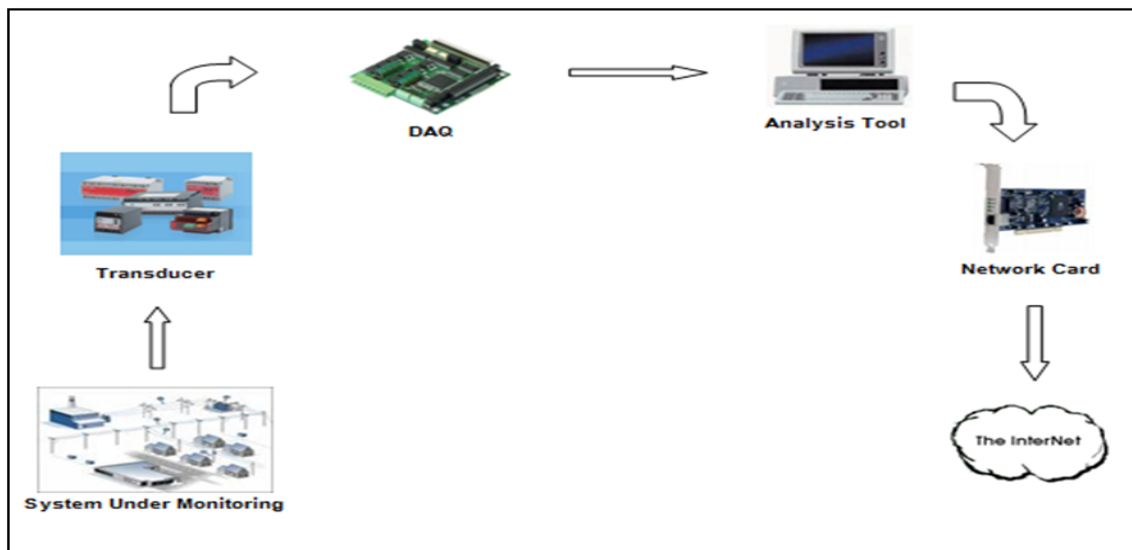 DAQ
Analysis Tool
Transducer
Network Card
The InterNet
System Under Monitoring